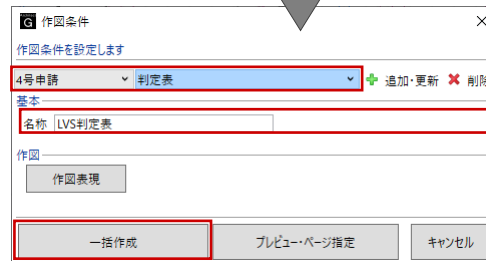 G 作図条件 ×
作図条件を設定します
4号申請 判定表 追加・更新 削除
基本
名称 LVS判定表
作図
作図表現
一括作成 プレビュー・ページ指定 キャンセル